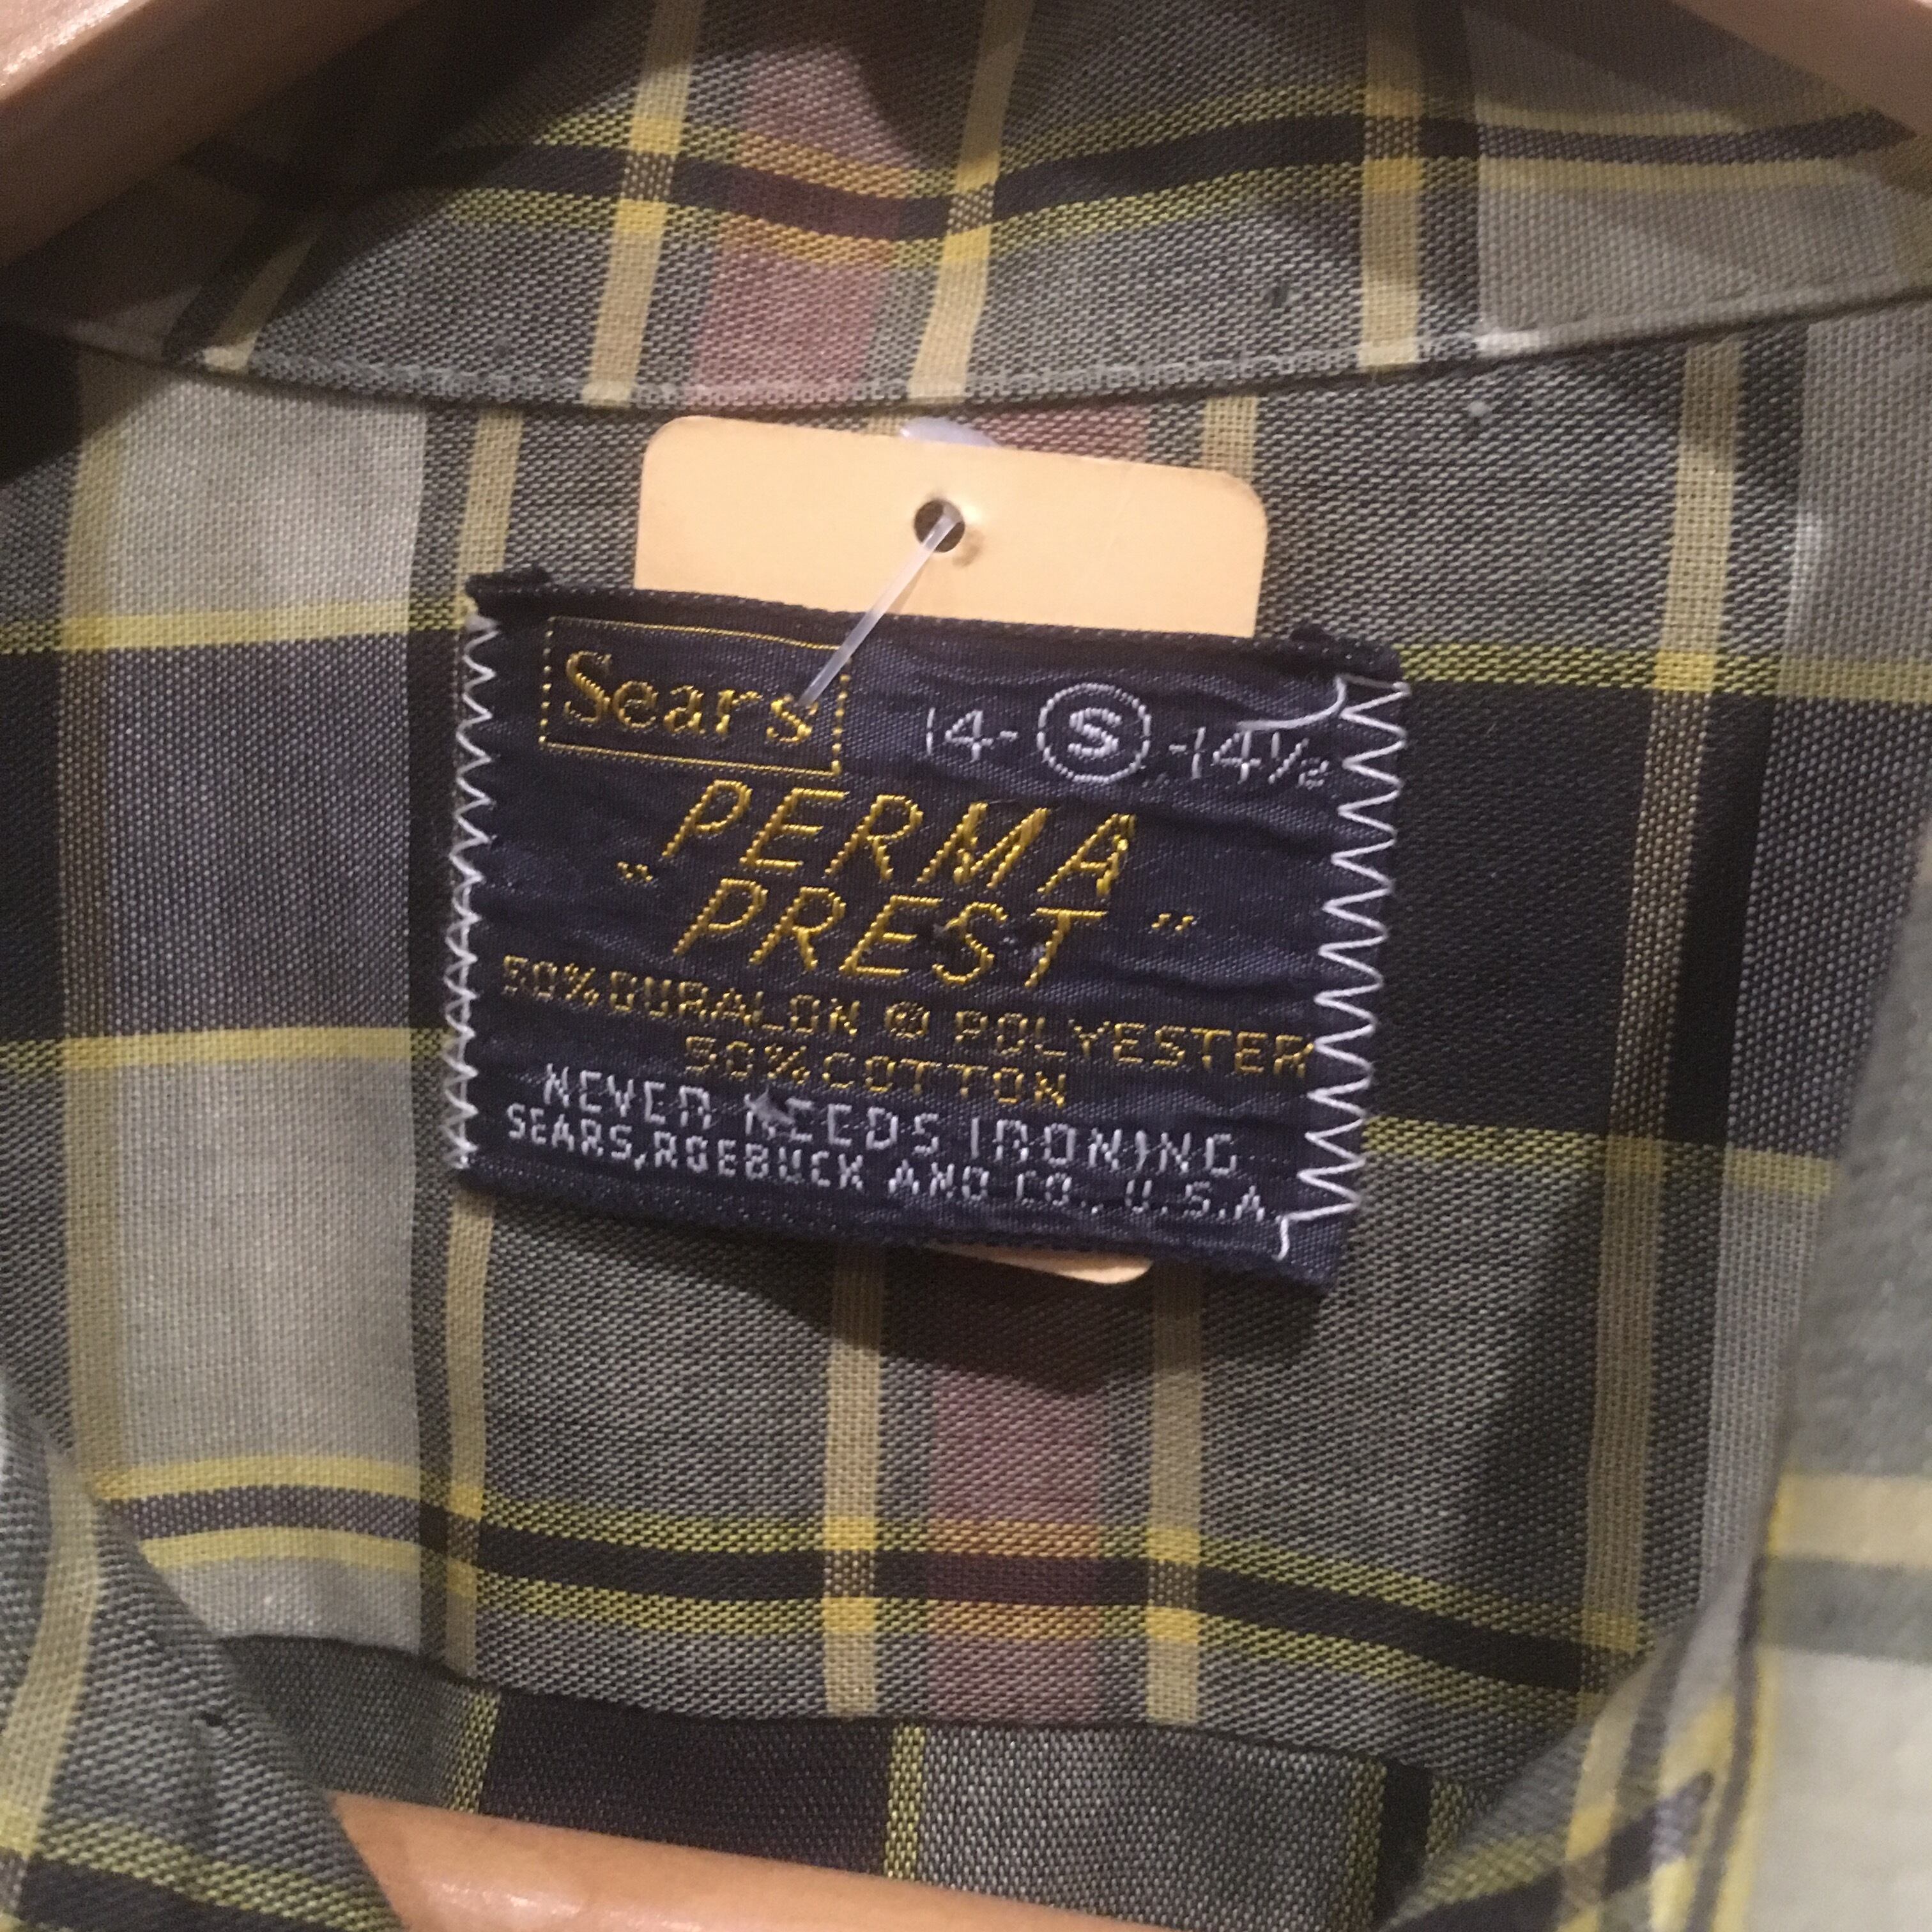 Sears 14-Ⓢ-14½
„PERMA
PREST"
50% DURALON © POLYESTER
50% COTTON
NEVER NEEDS IRONING
SEARS, ROEBUCK AND CO., U.S.A.